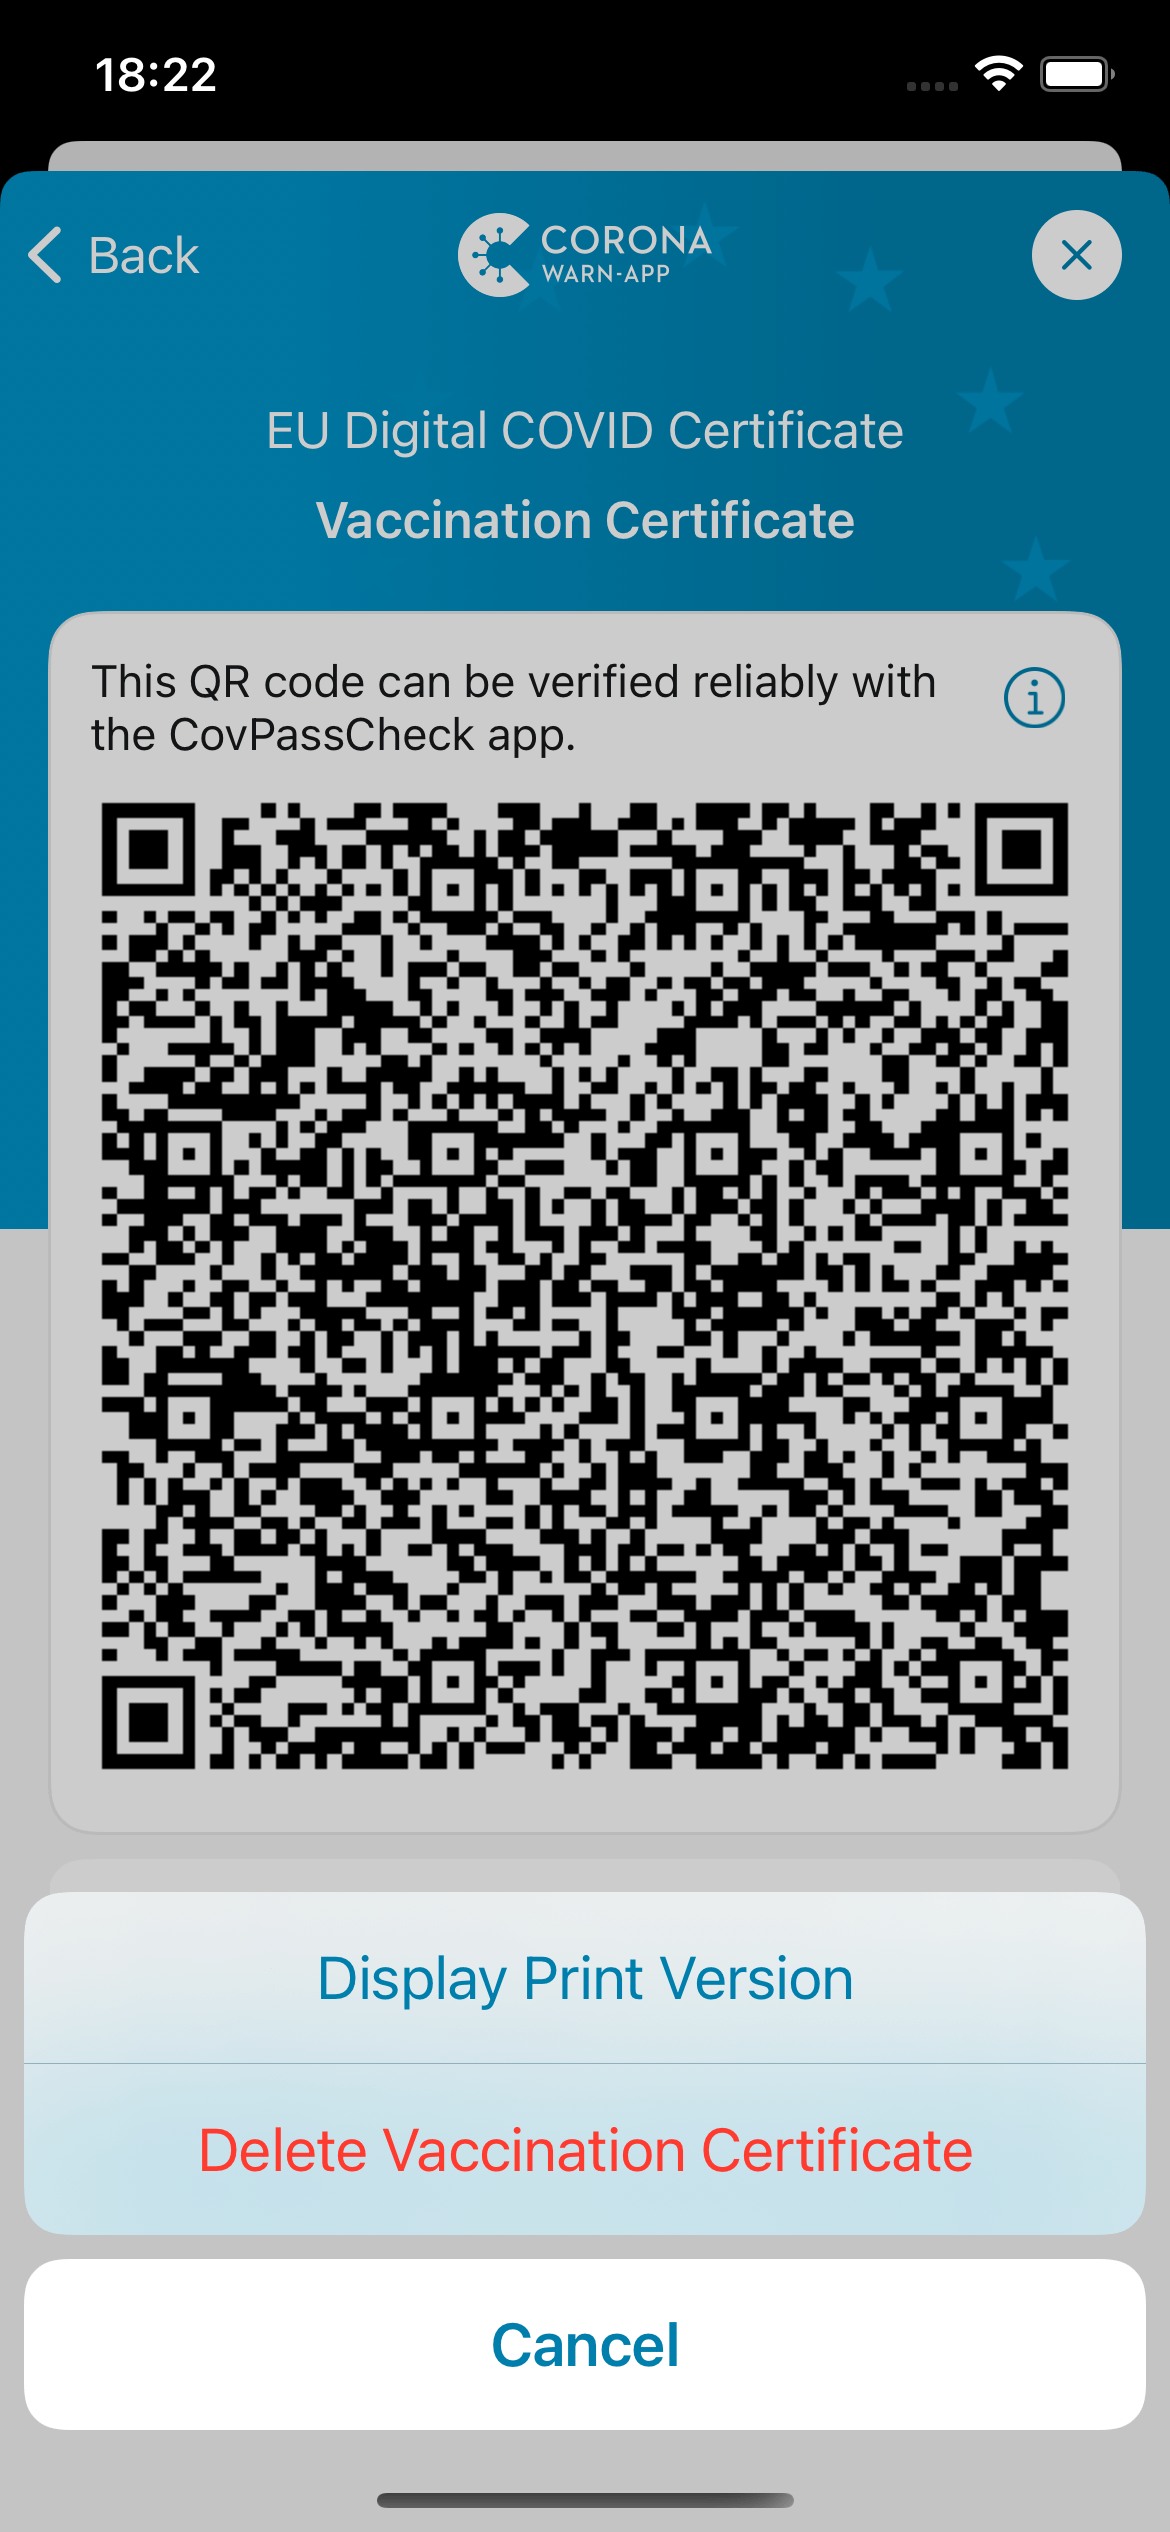 18:22
Back
CORONA
WARN-APP
EU Digital COVID Certificate
Vaccination Certificate
This QR code can be verified reliably with
the CovPassCheck app.
Display Print Version
Delete Vaccination Certificate
Cancel